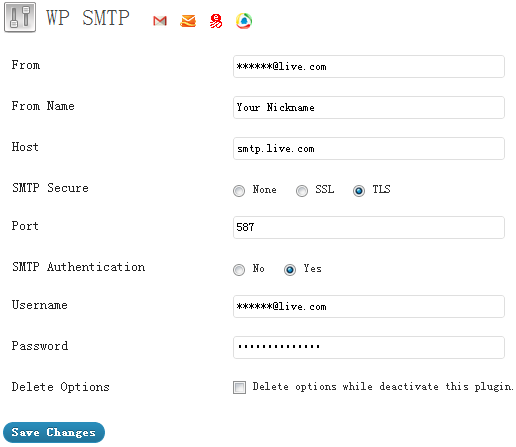 WP SMTP 易
From ******@live.com
From Name Your Nickname
Host smtp.live.com
SMTP Secure None SSL TLS
Port 587
SMTP Authentication No Yes
Username ******@live.com
Password ··············
Delete Options Delete options while deactivate this plugin.
Save Changes